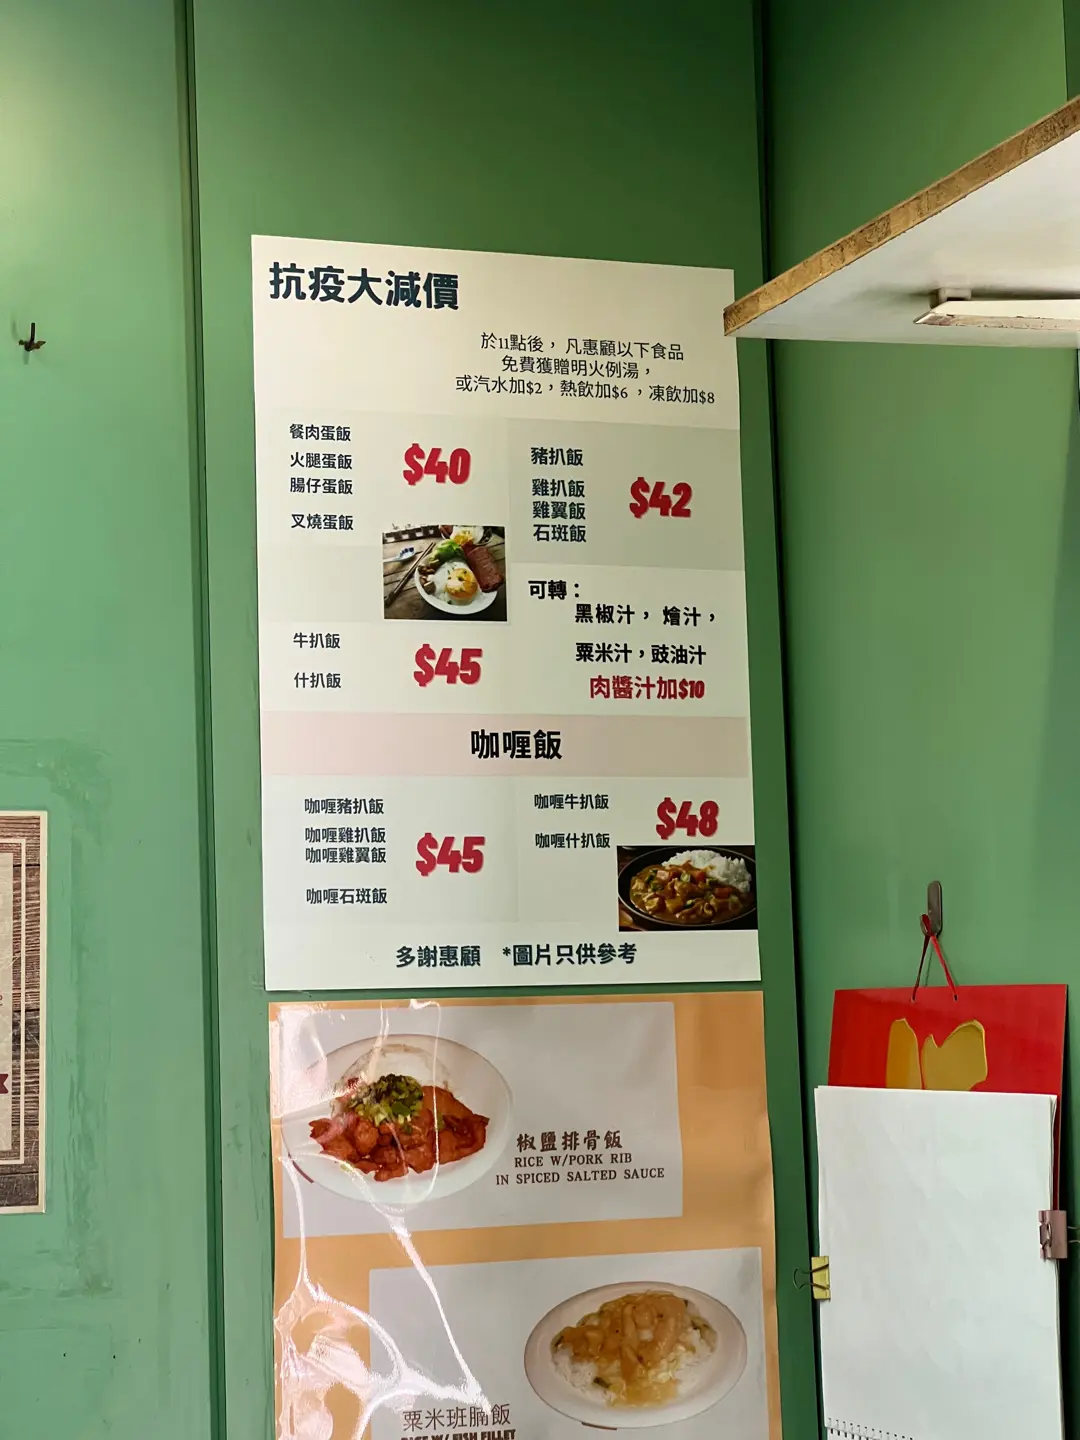 抗疫大減價
於11點後，凡惠顧以下食品
免費獲贈明火例湯，
或汽水加$2，熱飲加$6，凍飲加$8
餐肉蛋飯
火腿蛋飯
腸仔蛋飯
叉燒蛋飯
$40
豬扒飯
雞扒飯
雞翼飯
石斑飯
$42
可轉：
黑椒汁，燴汁，
粟米汁，豉油汁
肉醬汁加$10
牛扒飯
什扒飯
$45
咖喱飯
咖喱豬扒飯
咖喱雞扒飯
咖喱雞翼飯
咖喱石斑飯
$45
咖喱牛扒飯
咖喱什扒飯
$48
多謝惠顧 *圖片只供參考
椒鹽排骨飯
RICE W/PORK RIB
IN SPICED SALTED SAUCE
粟米班腩飯
RICE W/ FISH FILLET